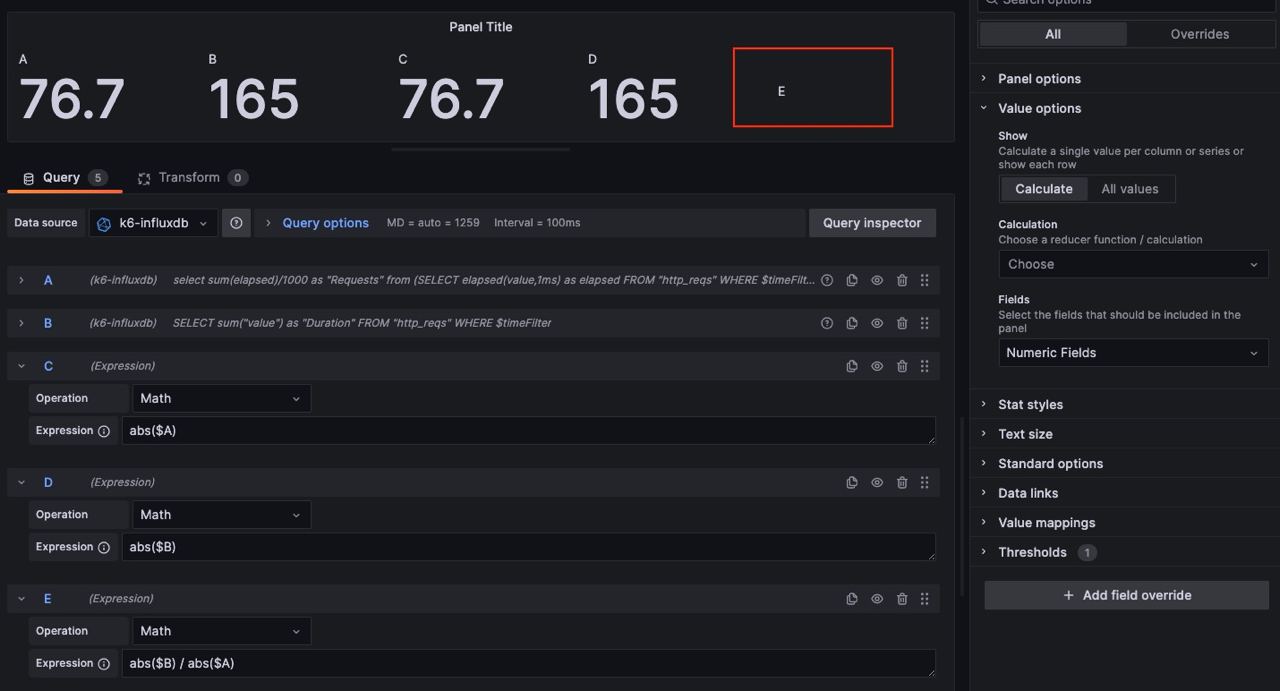 Search options
Panel Title
All Overrides
A B C D
76.7 165 76.7 165 E
Panel options
Value options
Show
Calculate a single value per column or series or
show each row
Calculate All values
Query 5 Transform 0
Data source k6-influxdb Query options MD = auto = 1259 Interval = 100ms Query inspector
Calculation
Choose a reducer function / calculation
Choose
A (k6-influxdb) select sum(elapsed)/1000 as "Requests" from (SELECT elapsed(value,1ms) as elapsed FROM "http_reqs" WHERE $timeFilt...
Fields
Select the fields that should be included in the
panel
Numeric Fields
B (k6-influxdb) SELECT sum("value") as "Duration" FROM "http_reqs" WHERE $timeFilter
C (Expression)
Operation Math
Expression abs($A)
Stat styles
Text size
Standard options
Data links
Value mappings
Thresholds 1
Add field override
D (Expression)
Operation Math
Expression abs($B)
E (Expression)
Operation Math
Expression abs($B) / abs($A)